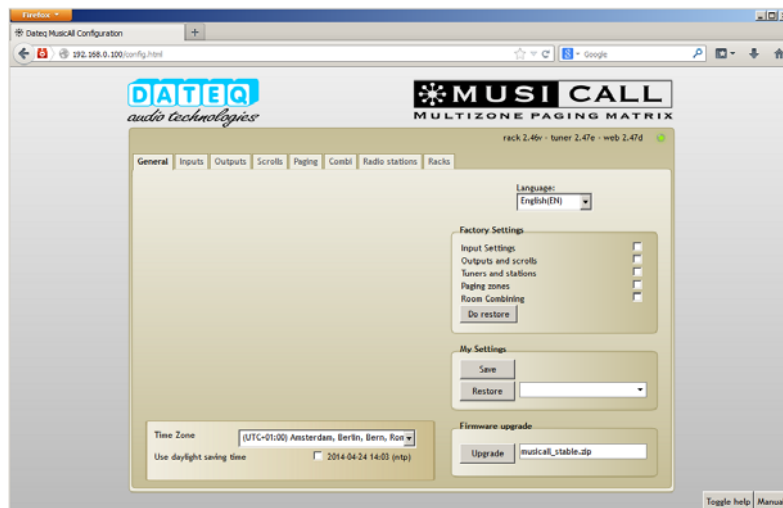 Firefox
Dateq MusicAll Configuration
+
192.168.0.100/config.html
8 - Google
DATEQ
audio technologies
MUSI CALL
MULTIZONE PAGING MATRIX
rack 2.46v - tuner 2.47e - web 2.47d
General Inputs Outputs Scrolls Paging Combi Radio stations Racks
Language:
English(EN)
Factory Settings
Input Settings
Outputs and scrolls
Tuners and stations
Paging zones
Room Combining
Do restore
My Settings
Save
Restore
Time Zone (UTC+01:00) Amsterdam, Berlin, Bern, Rom
Use daylight saving time 2014-04-24 14:03 (ntp)
Firmware upgrade
Upgrade musicall_stable.zip
Toggle help Manua